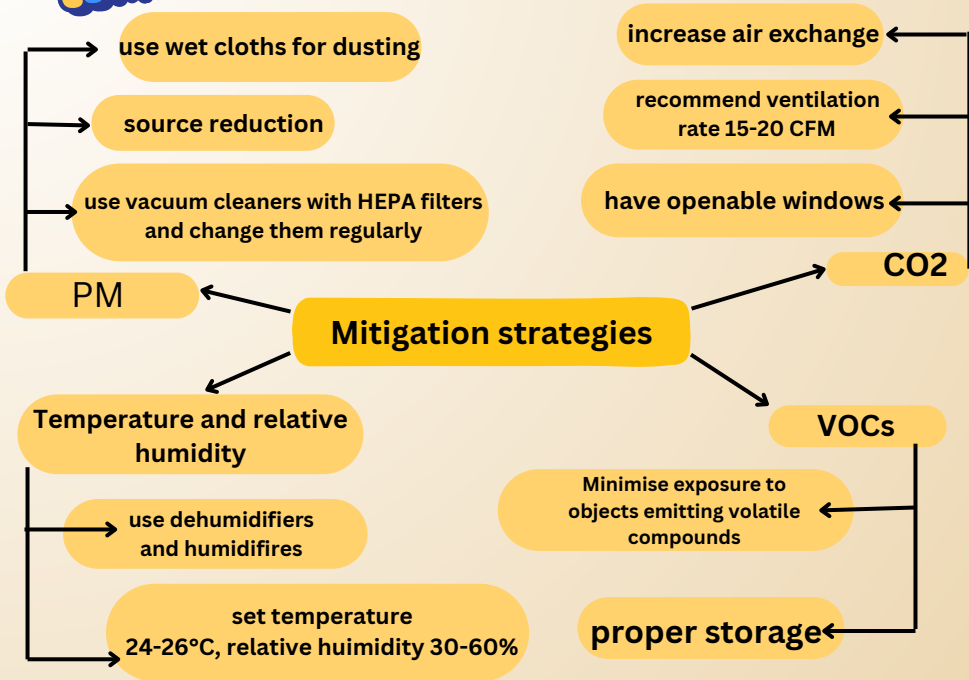 use wet cloths for dusting
source reduction
use vacuum cleaners with HEPA filters
and change them regularly
PM
increase air exchange
recommend ventilation
rate 15-20 CFM
have openable windows
CO2
Mitigation strategies
Temperature and relative
humidity
use dehumidifiers
and humidifires
set temperature
24-26°C, relative huimidity 30-60%
VOCs
Minimise exposure to
objects emitting volatile
compounds
proper storage